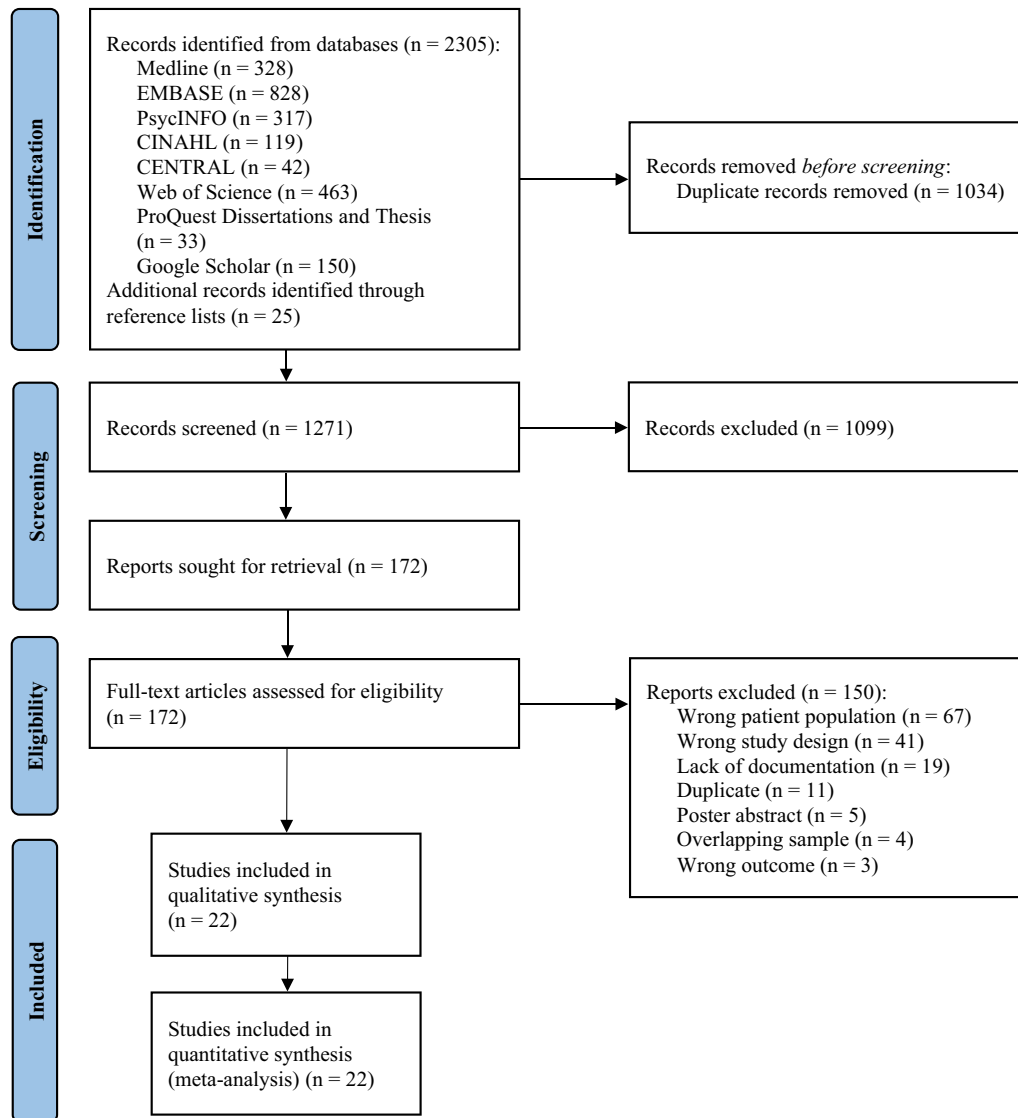 Identification
Records identified from databases (n = 2305):
Medline (n = 328)
EMBASE (n = 828)
PsycINFO (n = 317)
CINAHL (n = 119)
CENTRAL (n = 42)
Web of Science (n = 463)
ProQuest Dissertations and Thesis
(n = 33)
Google Scholar (n = 150)
Additional records identified through
reference lists (n = 25)
Records removed before screening:
Duplicate records removed (n = 1034)
Screening
Records screened (n = 1271)
Records excluded (n = 1099)
Reports sought for retrieval (n = 172)
Eligibility
Full-text articles assessed for eligibility
(n = 172)
Reports excluded (n = 150):
Wrong patient population (n = 67)
Wrong study design (n = 41)
Lack of documentation (n = 19)
Duplicate (n = 11)
Poster abstract (n = 5)
Overlapping sample (n = 4)
Wrong outcome (n = 3)
Included
Studies included in
qualitative synthesis
(n = 22)
Studies included in
quantitative synthesis
(meta-analysis) (n = 22)